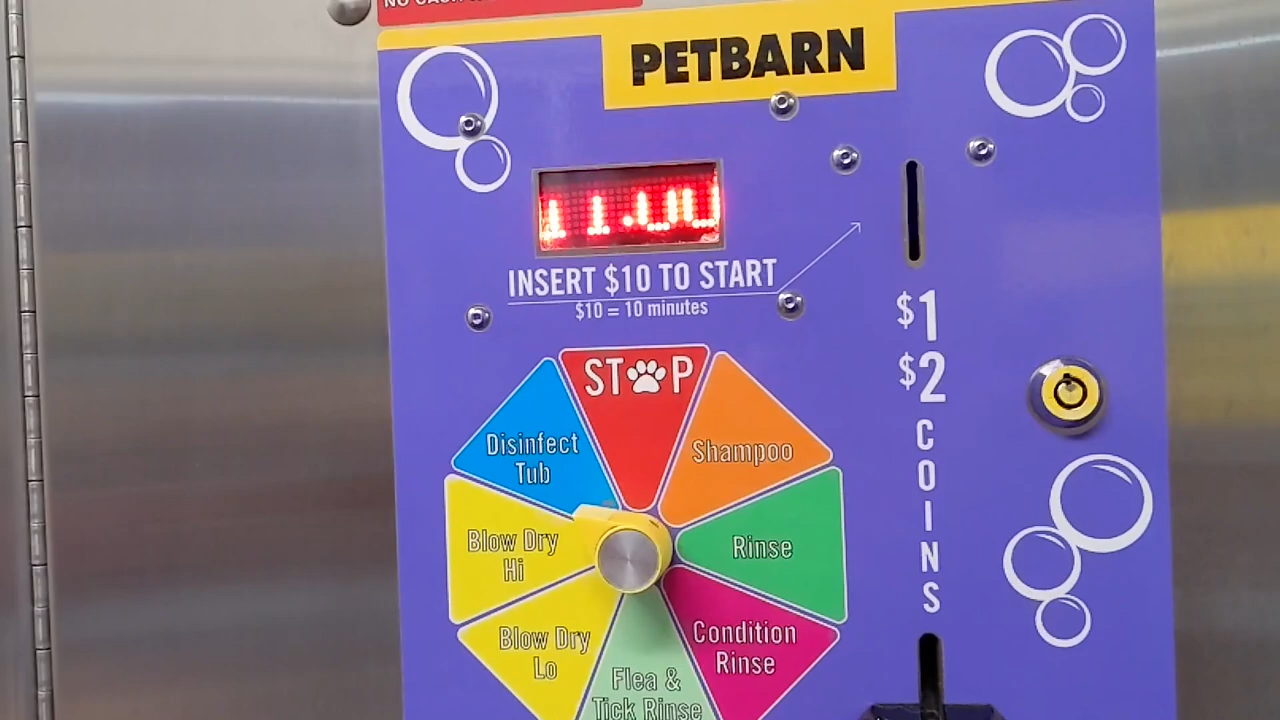 PETBARN
INSERT $10 TO START
$10 = 10 minutes
$1
$2
COINS
STOP
Shampoo
Rinse
Condition
Rinse
Flea &
Tick Rinse
Blow Dry
Lo
Blow Dry
Hi
Disinfect
Tub